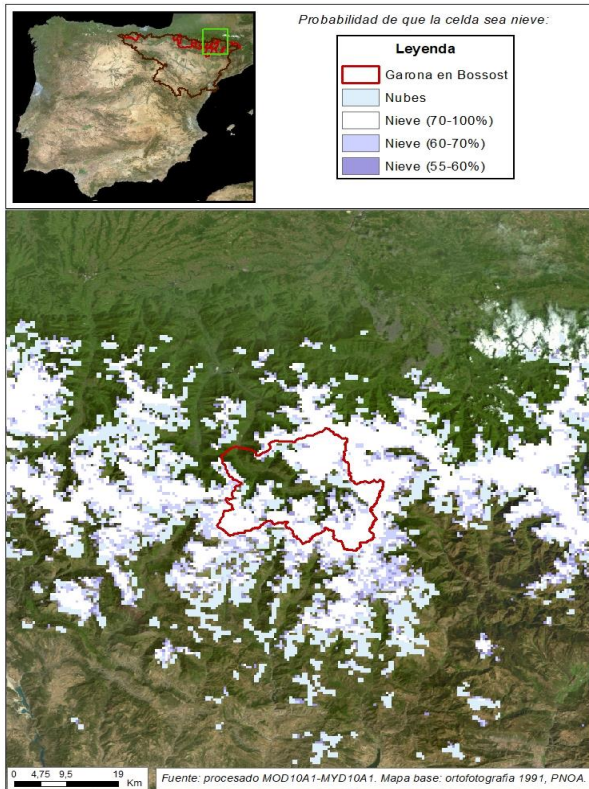 Probabilidad de que la celda sea nieve:
Leyenda
Garona en Bossost
Nubes
Nieve (70-100%)
Nieve (60-70%)
Nieve (55-60%)
0 4,75 9,5 19
Km
Fuente: procesado MOD10A1-MYD10A1. Mapa base: ortofotografia 1991, PNOA.